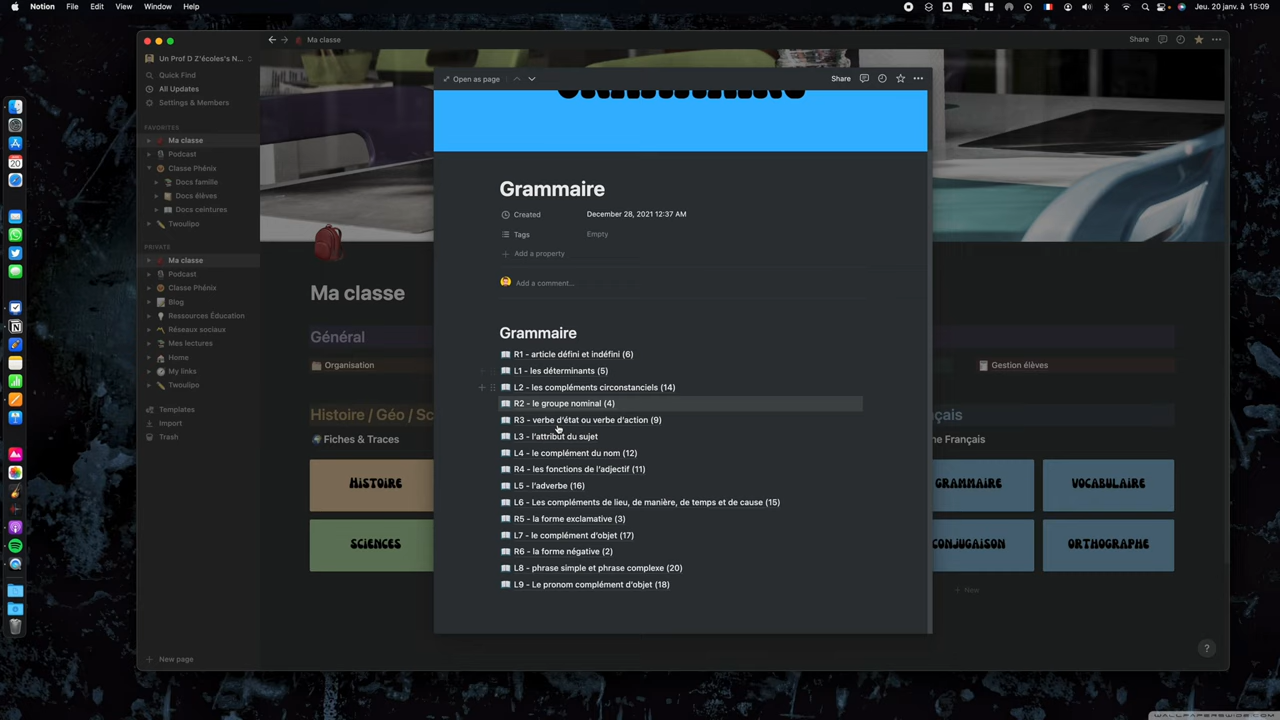 Notion File Edit View Window Help
Jeu. 20 janv. à 15:09
Ma classe
Share
Un Prof D Z'écoles's N...
Quick Find
All Updates
Settings & Members
FAVORITES
Ma classe
Podcast
Classe Phénix
Docs famille
Docs élèves
Docs ceintures
Twoulipo
PRIVATE
Ma classe
Podcast
Classe Phénix
Blog
Ressources Éducation
Réseaux sociaux
Mes lectures
Home
My links
Twoulipo
Templates
Import
Trash
New page
Ma classe
Général
Organisation
Gestion élèves
Histoire / Géo / S
Fiches & Traces
HISTOIRE
SCIENCES
Open as page
Share
Grammaire
Created December 28, 2021 12:37 AM
Tags Empty
Add a property
Add a comment...
Grammaire
R1 - article défini et indéfini (6)
L1 - les déterminants (5)
L2 - les compléments circonstanciels (14)
R2 - le groupe nominal (4)
R3 - verbe d'état ou verbe d'action (9)
L3 - l'attribut du sujet
L4 - le complément du nom (12)
R4 - les fonctions de l'adjectif (11)
L5 - l'adverbe (16)
L6 - Les compléments de lieu, de manière, de temps et de cause (15)
R5 - la forme exclamative (3)
L7 - le complément d'objet (17)
R6 - la forme négative (2)
L8 - phrase simple et phrase complexe (20)
L9 - Le pronom complément d'objet (18)
çais
ne Français
GRAMMAIRE
VOCABULAIRE
CONJUGAISON
ORTHOGRAPHE
New
?
20
WALLPAPERSWIDE.COM